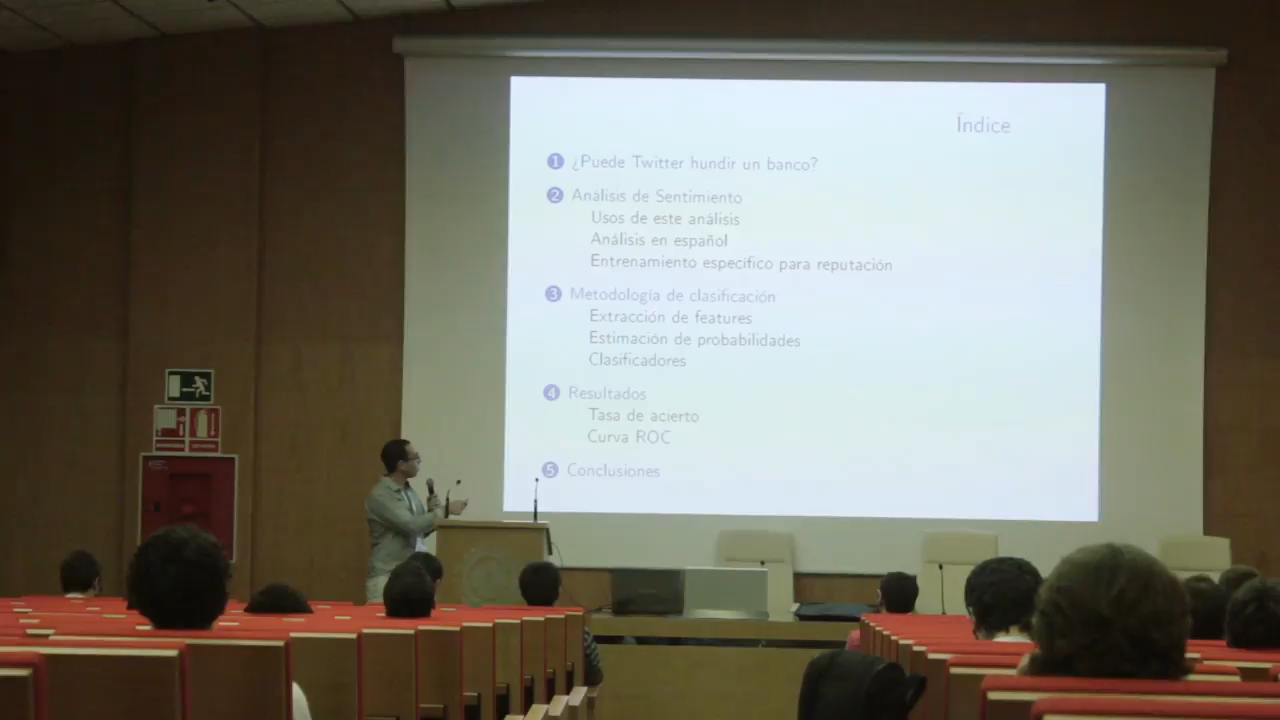 Índice
1 ¿Puede Twitter hundir un banco?
2 Análisis de Sentimiento
Usos de este análisis
Análisis en español
Entrenamiento específico para reputación
3 Metodología de clasificación
Extracción de features
Estimación de probabilidades
Clasificadores
4 Resultados
Tasa de acierto
Curva ROC
5 Conclusiones